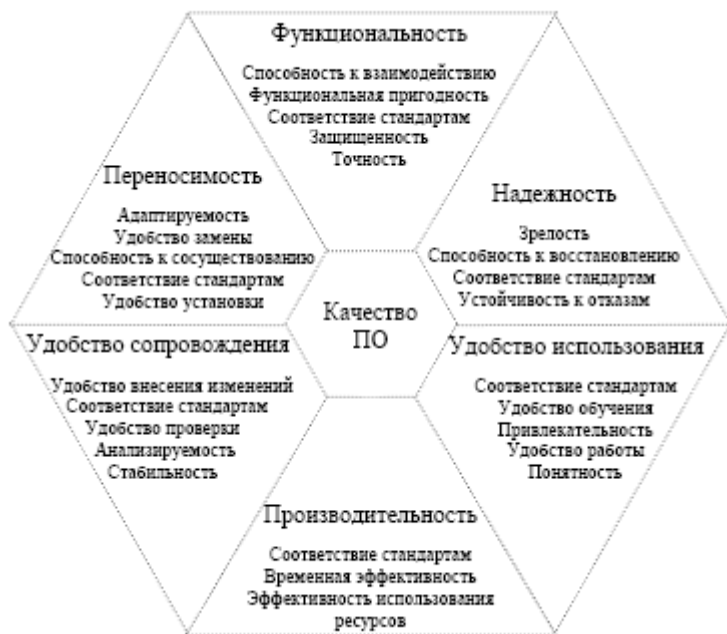 Функциональность
Способность к взаимодействию
Функциональная пригодность
Соответствие стандартам
Защищенность
Точность
Переносимость
Адаптируемость
Удобство замены
Способность к сосуществованию
Соответствие стандартам
Удобство установки
Надежность
Зрелость
Способность к восстановлению
Соответствие стандартам
Устойчивость к отказам
Качество
ПО
Удобство сопровождения
Удобство внесения изменений
Соответствие стандартам
Удобство проверки
Анализируемость
Стабильность
Удобство использования
Соответствие стандартам
Удобство обучения
Привлекательность
Удобство работы
Понятность
Производительность
Соответствие стандартам
Временная эффективность
Эффективность использования
ресурсов